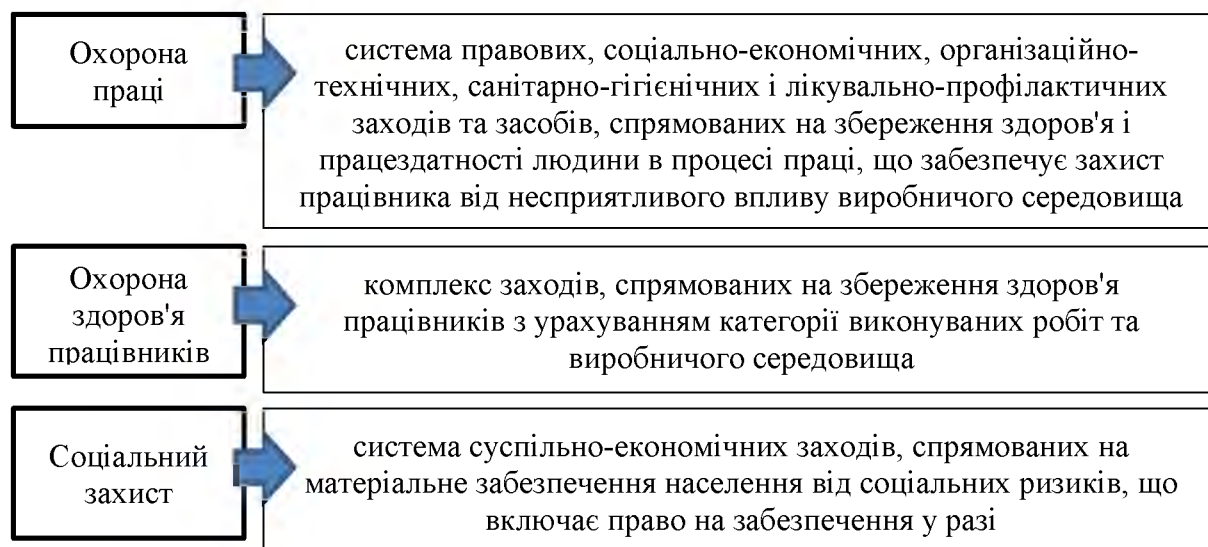 Охорона
праці
система правових, соціально-економічних, організаційно-
технічних, санітарно-гігієнічних і лікувально-профілактичних
заходів та засобів, спрямованих на збереження здоров'я і
працездатності людини в процесі праці, що забезпечує захист
працівника від несприятливого впливу виробничого середовища
Охорона
здоров'я
працівників
комплекс заходів, спрямованих на збереження здоров'я
працівників з урахуванням категорії виконуваних робіт та
виробничого середовища
Соціальний
захист
система суспільно-економічних заходів, спрямованих на
матеріальне забезпечення населення від соціальних ризиків, що
включає право на забезпечення у разі